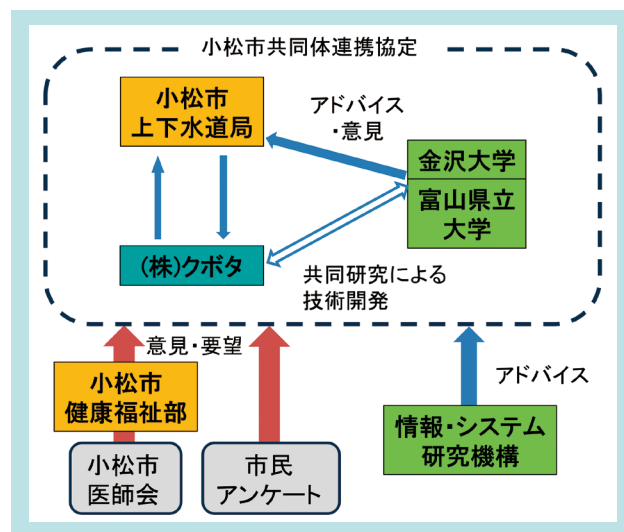 小松市共同体連携協定
小松市
上下水道局
アドバイス
・意見
金沢大学
富山県立
大学
(株)クボタ
共同研究による
技術開発
意見・要望
小松市
健康福祉部
アドバイス
小松市
医師会
市民
アンケート
情報・システム
研究機構